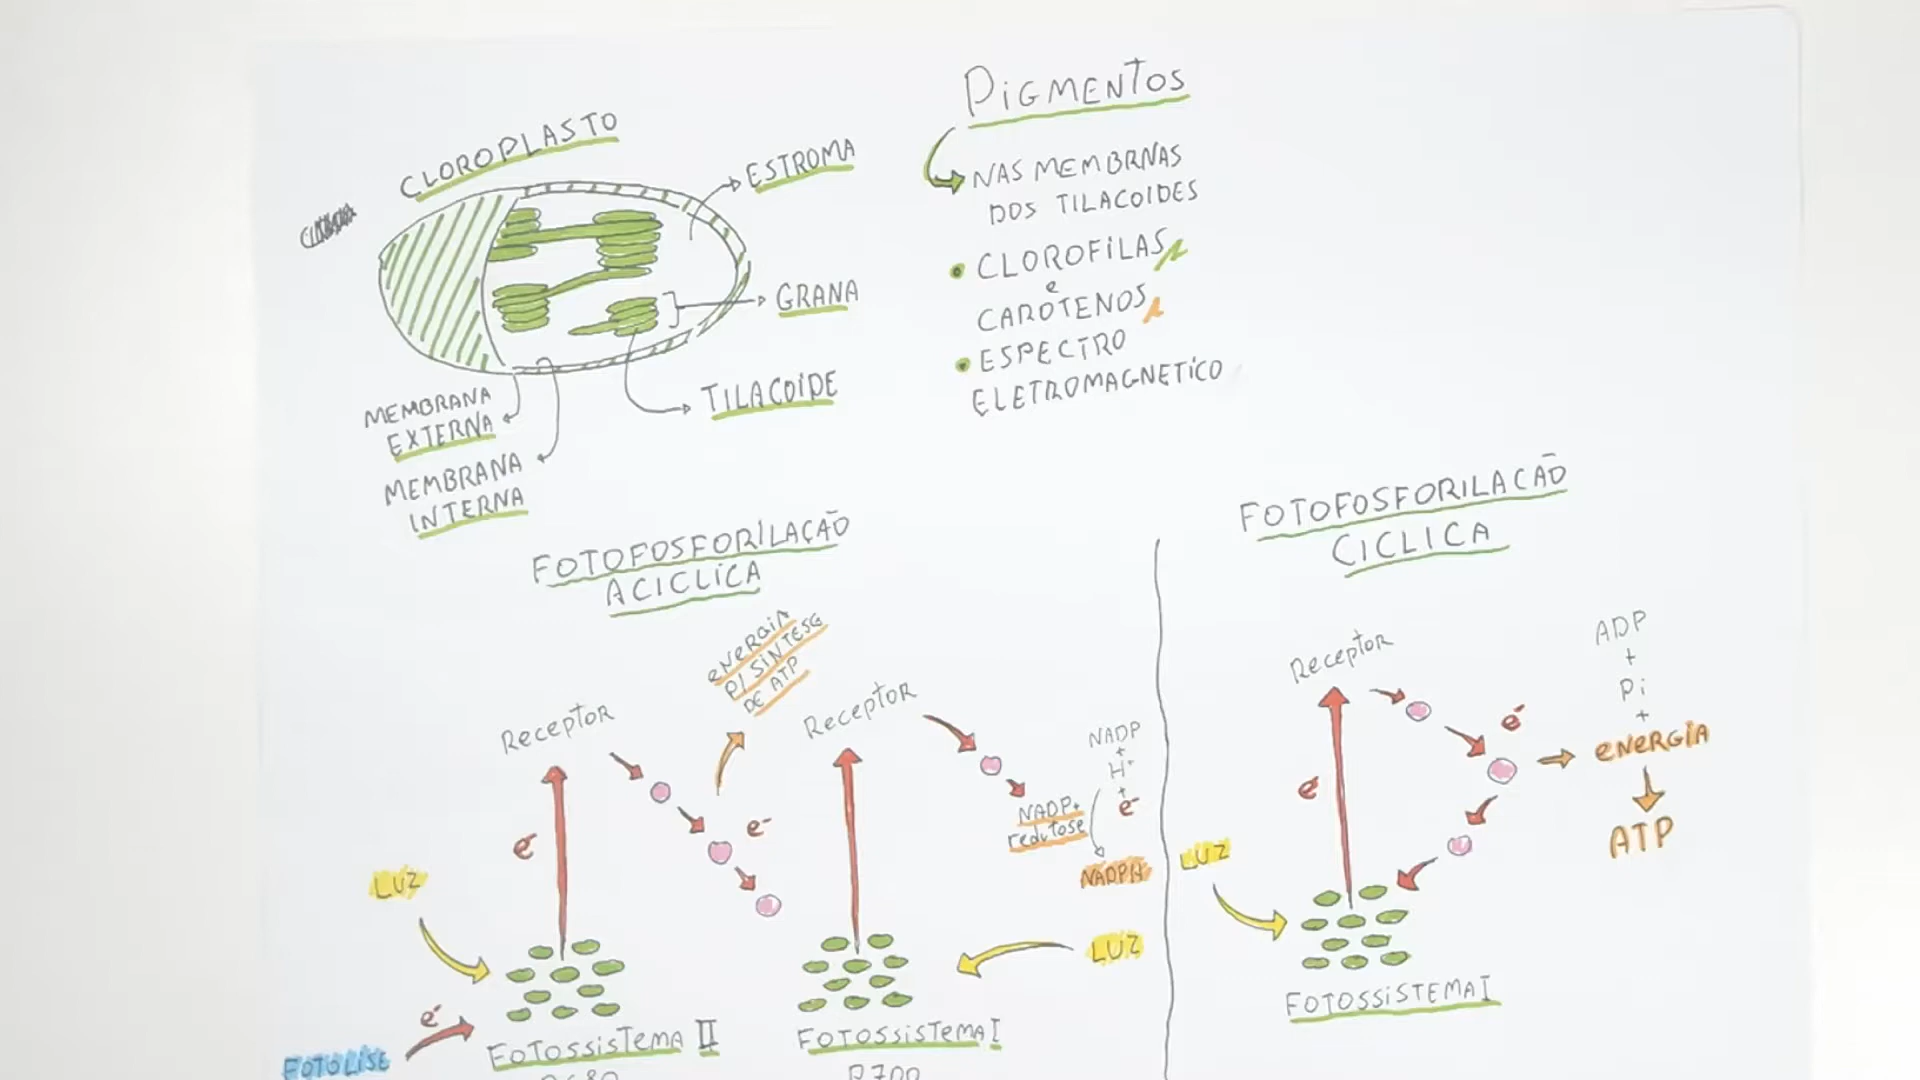 CLOROPLASTO
ESTROMA
GRANA
TILACOIDE
MEMBRANA
EXTERNA
MEMBRANA
INTERNA
PIGMENTOS
NAS MEMBRNAS
DOS TILACOIDES
• CLOROFILAS
e
CAROTENOS
• ESPECTRO
ELETROMAGNETICO
FOTOFOSFORILAÇÃO
ACICLICA
energia
p/ SINTESE
DE ATP
Receptor
Receptor
e⁻
e⁻
LUZ
e⁻
FOTOLISE
FOTOSSISTEMA II
P680
FOTOSSISTEMA I
P700
NADP+
redutose
NADP
+
H⁺
+
e⁻
NADPH
LUZ
FOTOFOSFORILACÃO
CICLICA
Receptor
e⁻
e⁻
LUZ
ADP
+
Pi
+
energia
ATP
FOTOSSISTEMA I